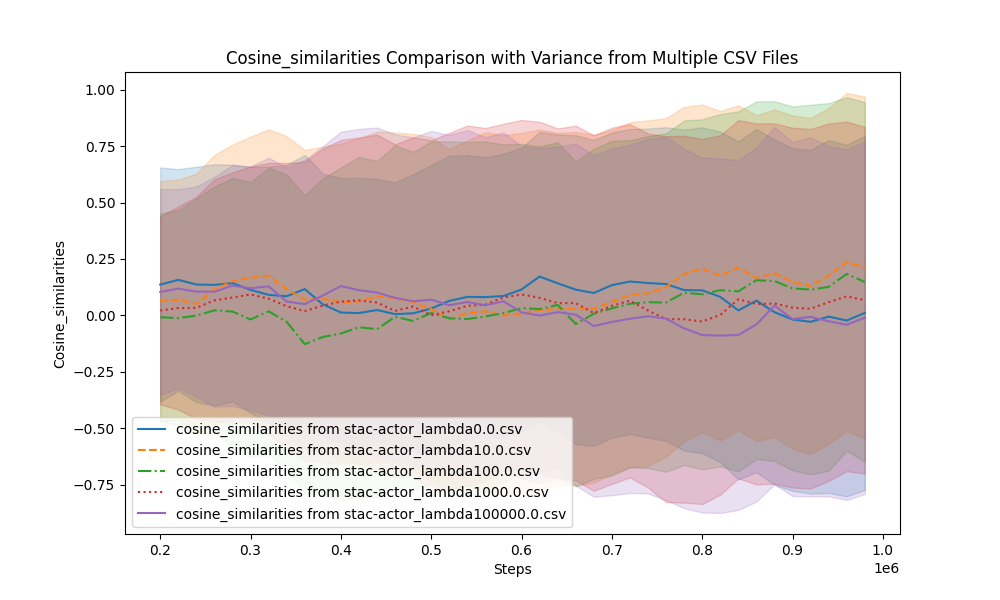 Cosine_similarities Comparison with Variance from Multiple CSV Files
1.00
0.75
0.50
0.25
0.00
−0.25
−0.50
−0.75
Cosine_similarities
cosine_similarities from stac-actor_lambda0.0.csv
cosine_similarities from stac-actor_lambda10.0.csv
cosine_similarities from stac-actor_lambda100.0.csv
cosine_similarities from stac-actor_lambda1000.0.csv
cosine_similarities from stac-actor_lambda100000.0.csv
0.2 0.3 0.4 0.5 0.6 0.7 0.8 0.9 1.0
1e6
Steps